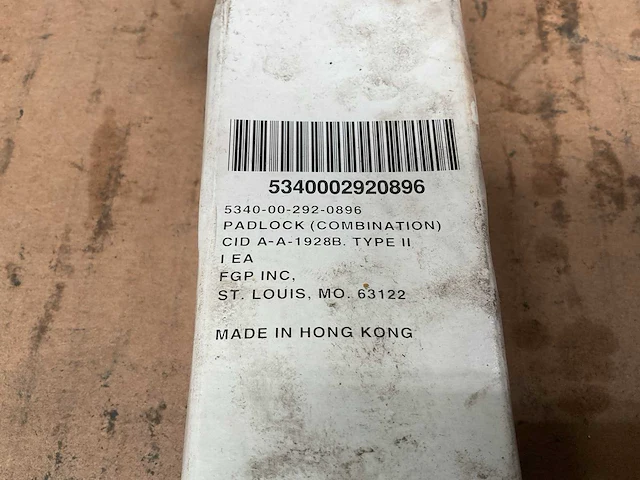 5340002920896
5340-00-292-0896
PADLOCK (COMBINATION)
CID A-A-1928B. TYPE II
I EA
FGP INC,
ST. LOUIS, MO. 63122
MADE IN HONG KONG